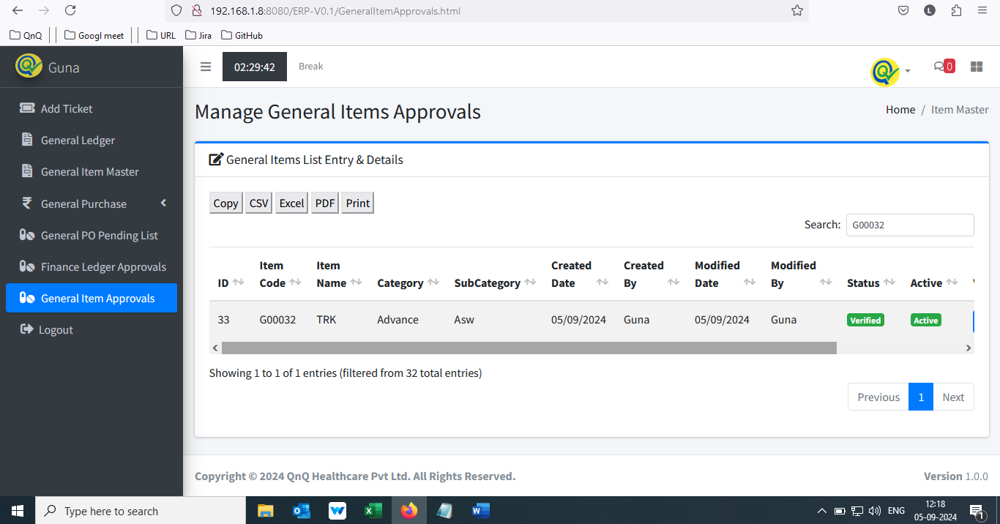 192.168.1.8:8080/ERP-V0.1/GeneralItemApprovals.html
L
QnQ
Googl meet
URL
Jira
GitHub
Guna
02:29:42
Break
0
Add Ticket
General Ledger
General Item Master
General Purchase
General PO Pending List
Finance Ledger Approvals
General Item Approvals
Logout
Manage General Items Approvals
Home / Item Master
General Items List Entry & Details
Copy CSV Excel PDF Print
Search: G00032
ID Item Code Item Name Category SubCategory Created Date Created By Modified Date Modified By Status Active
33 G00032 TRK Advance Asw 05/09/2024 Guna 05/09/2024 Guna Verified Active
Showing 1 to 1 of 1 entries (filtered from 32 total entries)
Previous 1 Next
Copyright © 2024 QnQ Healthcare Pvt Ltd. All Rights Reserved.
Version 1.0.0
Type here to search
ENG
12:18
05-09-2024
1